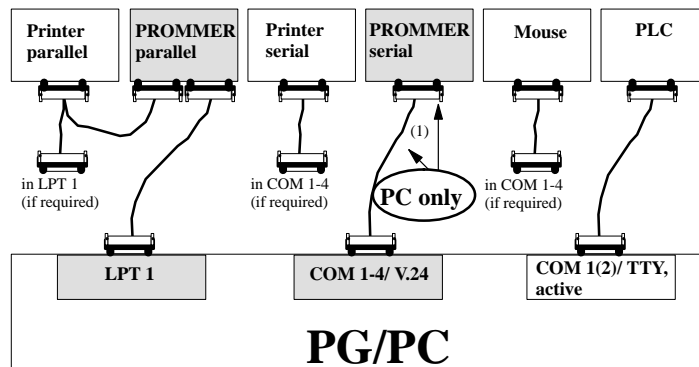 Printer
parallel
PROMMER
parallel
Printer
serial
PROMMER
serial
Mouse
PLC
(1)
in LPT 1
(if required)
in COM 1-4
(if required)
PC only
in COM 1-4
(if required)
LPT 1
COM 1-4/ V.24
COM 1(2)/ TTY,
active
PG/PC